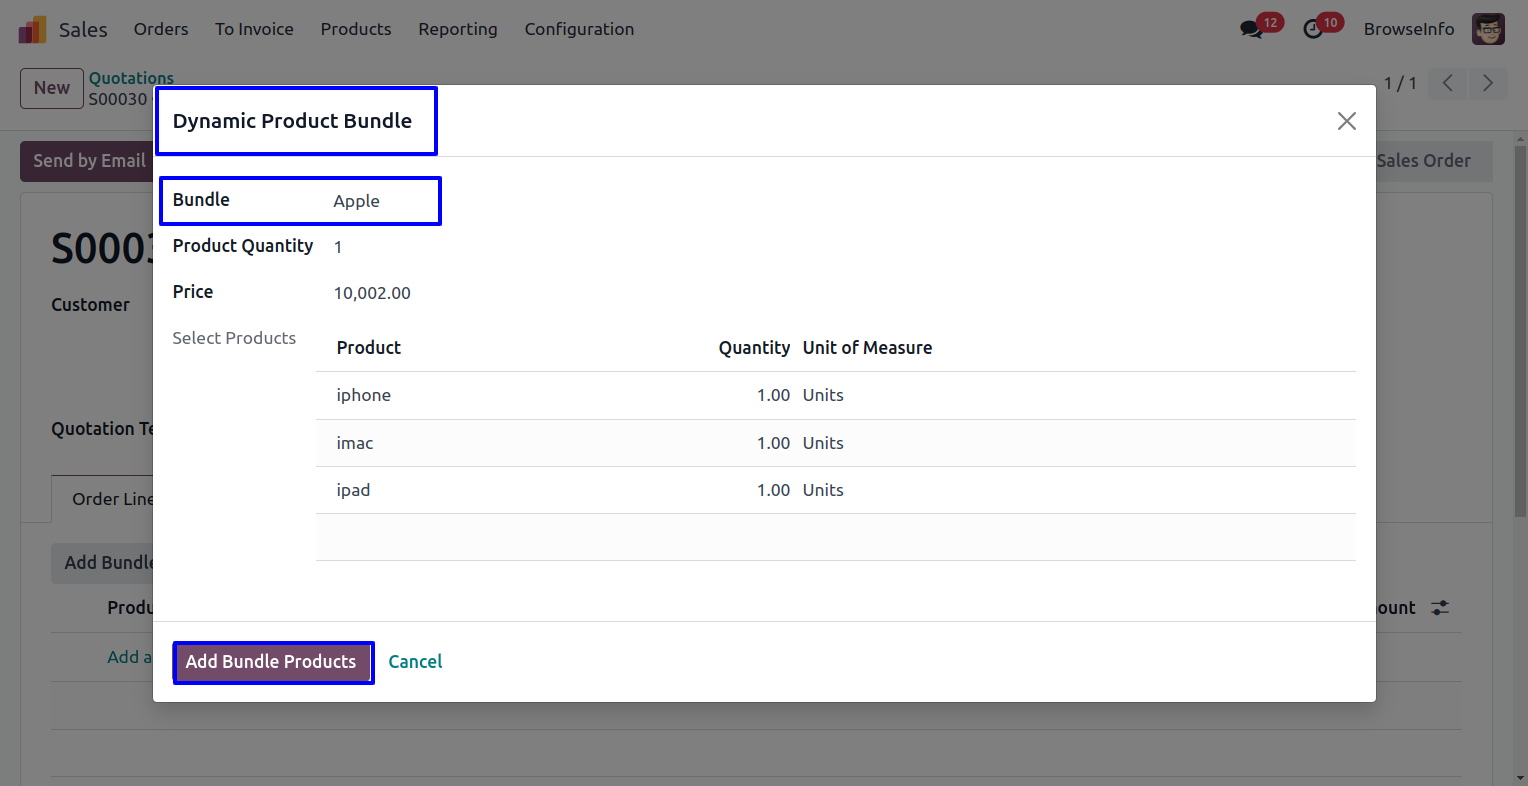 Sales Orders To Invoice Products Reporting Configuration 12 10 BrowseInfo
New Quotations
S00030
1 / 1
Dynamic Product Bundle
Send by Email
Sales Order
Bundle Apple
Product Quantity 1
Price 10,002.00
Customer
Select Products
Product Quantity Unit of Measure
iphone 1.00 Units
imac 1.00 Units
ipad 1.00 Units
Quotation Te
Order Line
Add Bundle
Produ
ount
Add a
Add Bundle Products Cancel